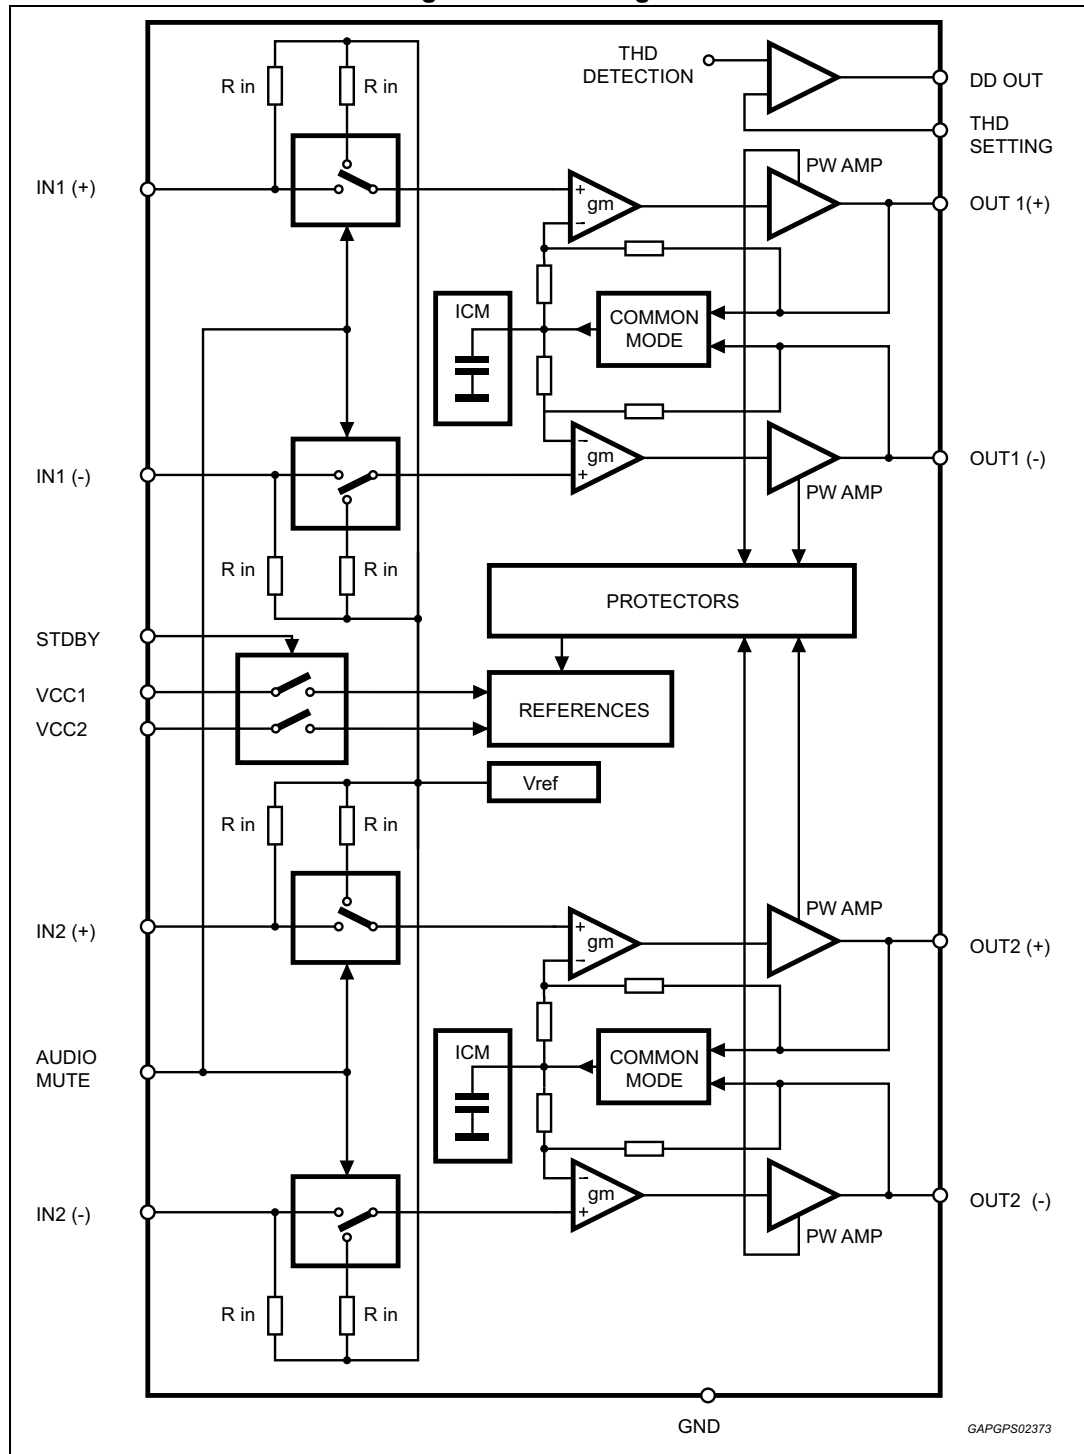 THD
DETECTION
DD OUT
THD
SETTING
R in
R in
PW AMP
IN1 (+)
+
gm
−
OUT 1(+)
ICM
COMMON
MODE
IN1 (-)
−
gm
+
OUT1 (-)
PW AMP
R in
R in
PROTECTORS
STDBY
VCC1
VCC2
REFERENCES
Vref
R in
R in
PW AMP
IN2 (+)
+
gm
−
OUT2 (+)
AUDIO
MUTE
ICM
COMMON
MODE
IN2 (-)
−
gm
+
OUT2 (-)
PW AMP
R in
R in
GND
GAPGPS02373